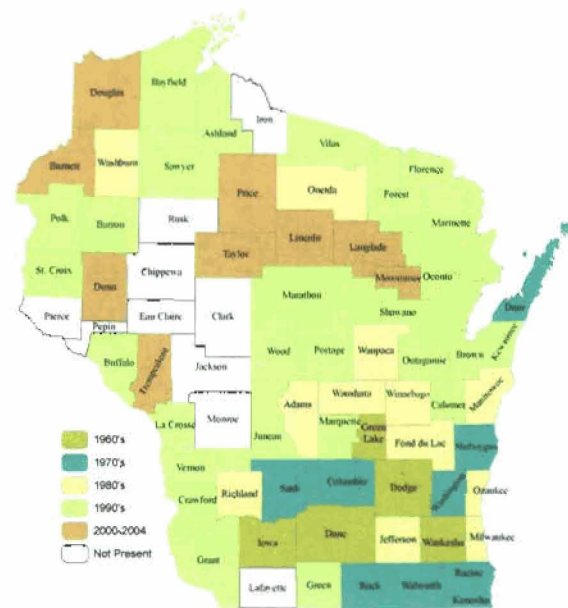 Douglas
Bayfield
Iron
Ashland
Vilas
Burnett
Washburn
Sawyer
Florence
Forest
Oneida
Price
Polk
Barron
Rusk
Marinette
Lincoln
Langlade
Taylor
St. Croix
Dunn
Chippewa
Menominee
Oconto
Marathon
Door
Pierce
Pepin
Eau Claire
Clark
Shawano
Kewaunee
Buffalo
Trempealeau
Jackson
Wood
Portage
Waupaca
Outagamie
Brown
Manitowoc
La Crosse
Monroe
Juneau
Adams
Waushara
Winnebago
Calumet
Marquette
Green
Lake
Fond du Lac
Sheboygan
1960's
1970's
1980's
1990's
2000-2004
Not Present
Vernon
Crawford
Richland
Sauk
Columbia
Dodge
Washington
Ozaukee
Grant
Iowa
Dane
Jefferson
Waukesha
Milwaukee
Lafayette
Green
Rock
Walworth
Racine
Kenosha